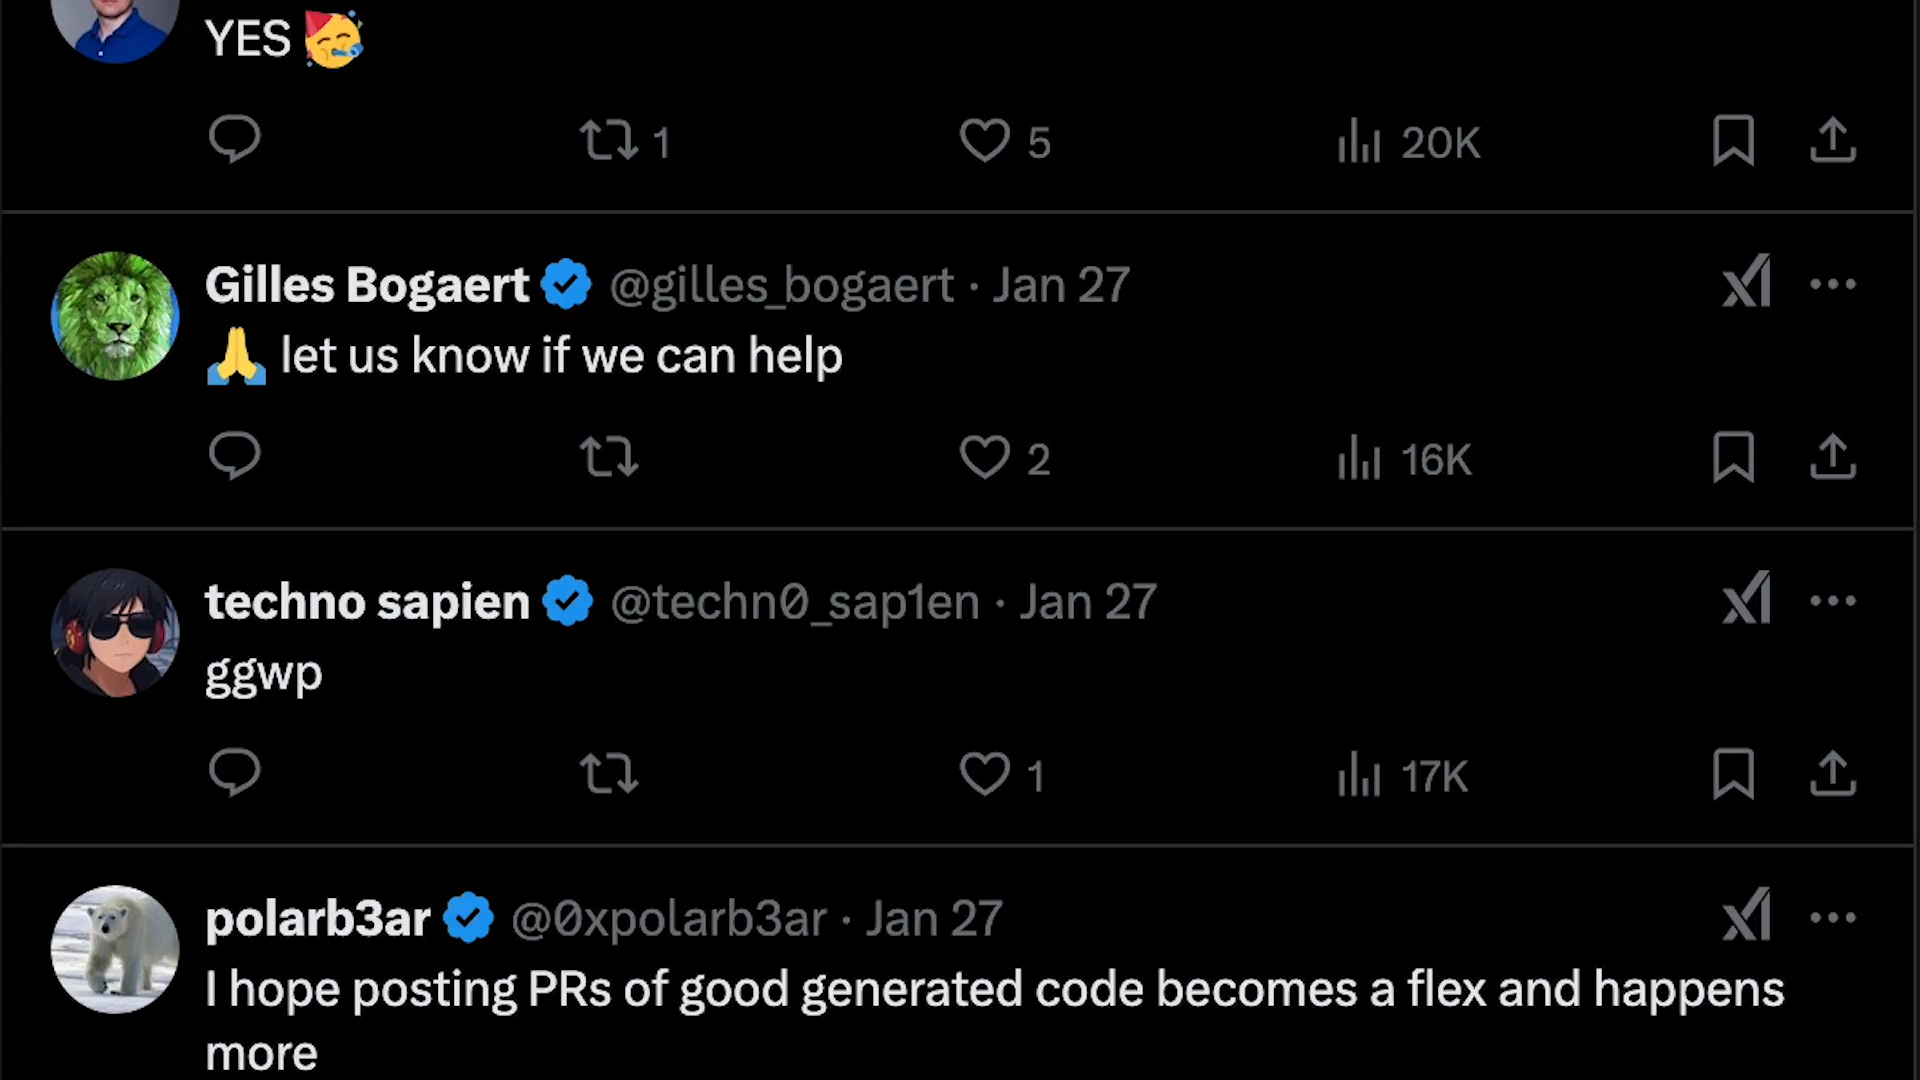 YES 🥳
1 5 20K
Gilles Bogaert @gilles_bogaert · Jan 27
🙏 let us know if we can help
2 16K
techno sapien @techn0_sap1en · Jan 27
ggwp
1 17K
polarb3ar @0xpolarb3ar · Jan 27
I hope posting PRs of good generated code becomes a flex and happens
more